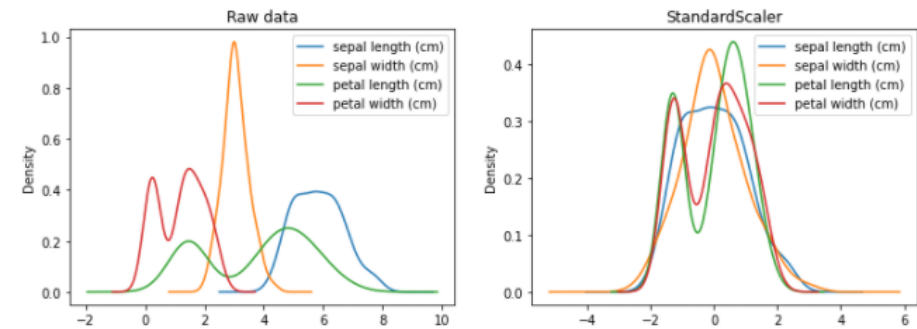 Raw data
1.0
0.8
0.6
0.4
0.2
0.0
Density
−2
0
2
4
6
8
10
sepal length (cm)
sepal width (cm)
petal length (cm)
petal width (cm)
StandardScaler
0.4
0.3
0.2
0.1
0.0
Density
−4
−2
0
2
4
6
sepal length (cm)
sepal width (cm)
petal length (cm)
petal width (cm)